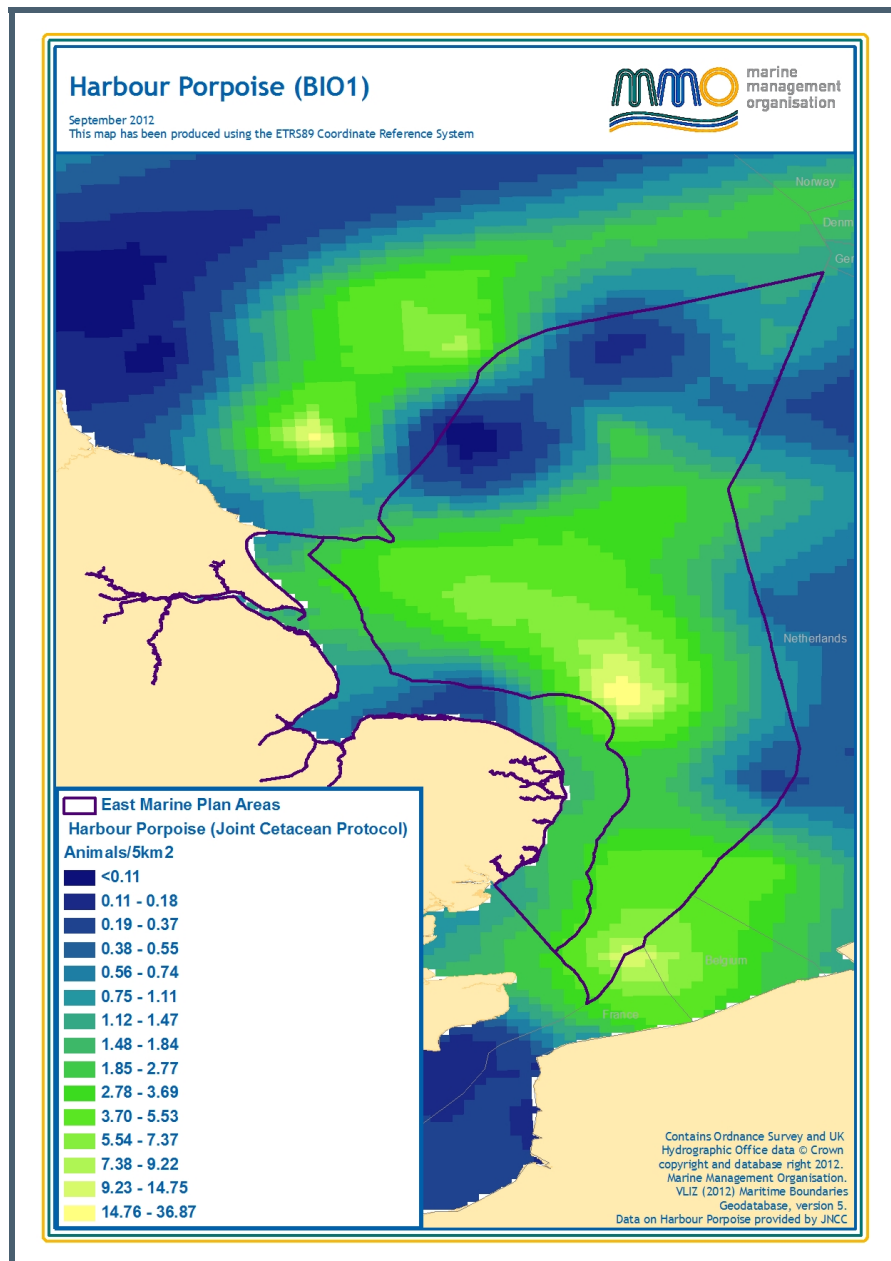 Harbour Porpoise (BIO1)
September 2012
This map has been produced using the ETRS89 Coordinate Reference System
mmo
marine
management
organisation
Norway
Denm
Ger
Netherlands
Belgium
France
East Marine Plan Areas
Harbour Porpoise (Joint Cetacean Protocol)
Animals/5km2
<0.11
0.11 - 0.18
0.19 - 0.37
0.38 - 0.55
0.56 - 0.74
0.75 - 1.11
1.12 - 1.47
1.48 - 1.84
1.85 - 2.77
2.78 - 3.69
3.70 - 5.53
5.54 - 7.37
7.38 - 9.22
9.23 - 14.75
14.76 - 36.87
Contains Ordnance Survey and UK
Hydrographic Office data © Crown
copyright and database right 2012.
Marine Management Organisation.
VLIZ (2012) Maritime Boundaries
Geodatabase, version 5.
Data on Harbour Porpoise provided by JNCC